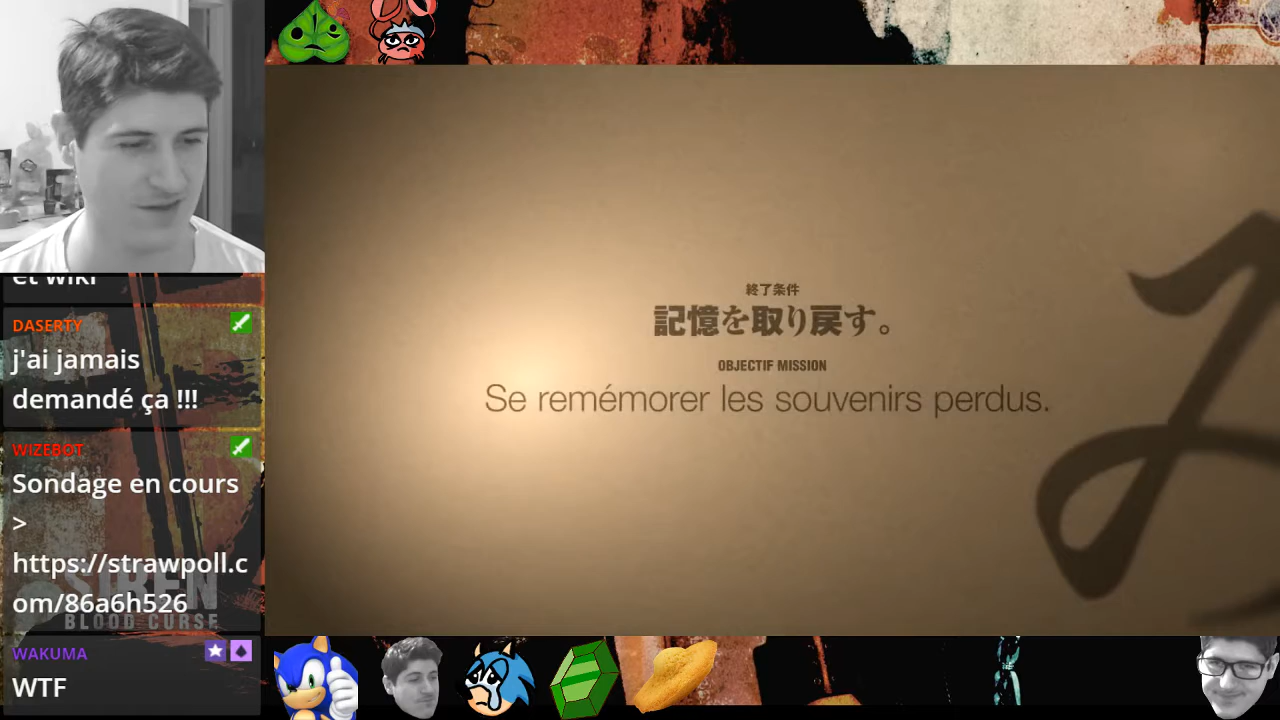 et wiki
DASERTY
j'ai jamais
demandé ça !!!
WIZEBOT
Sondage en cours
>
https://strawpoll.c
om/86a6h526
SIREN
BLOOD CURSE
WAKUMA
WTF
終了条件
記憶を取り戻す。
OBJECTIF MISSION
Se remémorer les souvenirs perdus.